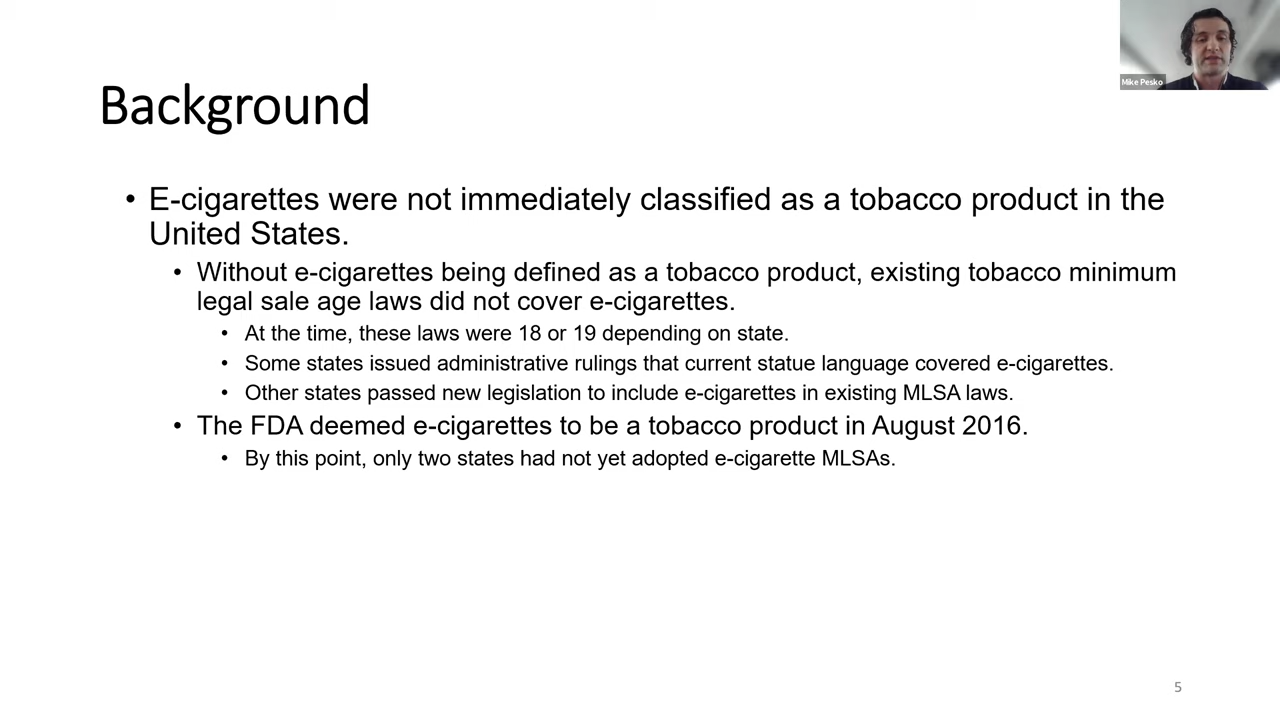 Mike Pesko
Background
• E-cigarettes were not immediately classified as a tobacco product in the
United States.
• Without e-cigarettes being defined as a tobacco product, existing tobacco minimum
legal sale age laws did not cover e-cigarettes.
• At the time, these laws were 18 or 19 depending on state.
• Some states issued administrative rulings that current statue language covered e-cigarettes.
• Other states passed new legislation to include e-cigarettes in existing MLSA laws.
• The FDA deemed e-cigarettes to be a tobacco product in August 2016.
• By this point, only two states had not yet adopted e-cigarette MLSAs.
5